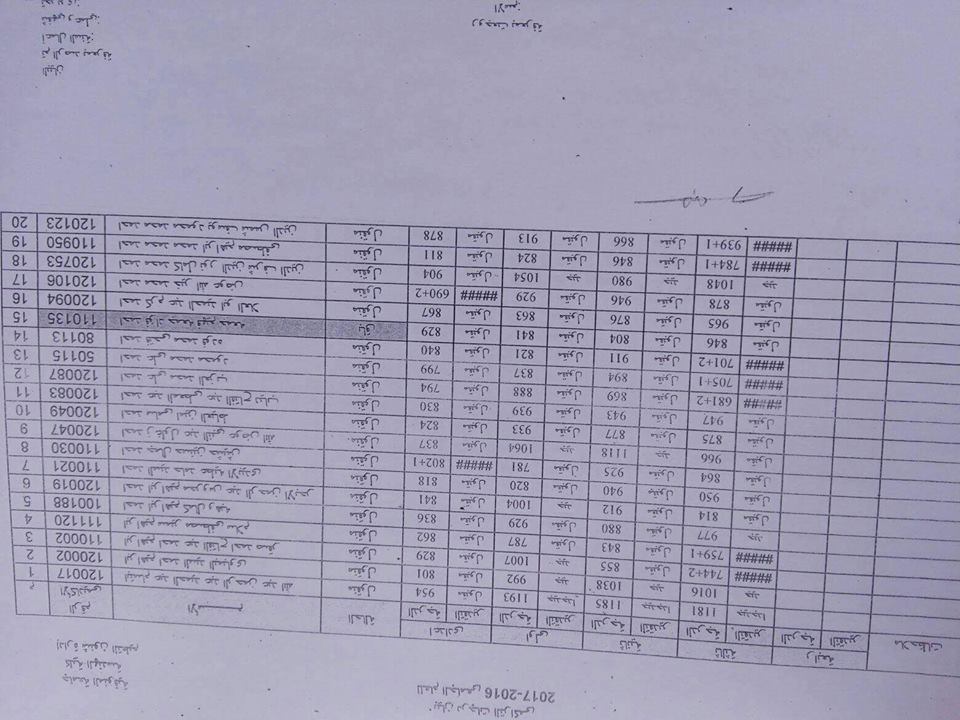 بيان درجات التراكمى
للعام الجامعى 2016-2017
جامعة المنوفية
كلية الهندسة
إدارة شئون التعليم
م الرقم الأكاديمي الأســـم الحالة اعدادى اولى ثانية ثالثة رابعة ملاحظات
الدرجة التقدير الدرجة التقدير الدرجة التقدير الدرجة التقدير الدرجة التقدير
1 120017 ابتسام عبد الحميد عبد الرحمن عبد الله منقول 954 مقبول 1193 جيدجدا 1185 جيدجدا 1181 جيدجدا
2 120002 ابراهيم احمد السيد البمباوى منقول 801 مقبول 992 جيد 1038 جيد 1016 جيد
3 110002 ابراهيم احمد عبد الفتاح احمد صقر منقول 829 مقبول 1007 جيد 855 مقبول 744+2 #####
4 111120 ابراهيم سمير مصطفى سلام منقول 862 مقبول 787 مقبول 843 مقبول 759+1 #####
5 100188 احمد ابراهيم كمال وهبه منقول 836 مقبول 929 مقبول 880 مقبول 977 جيد
6 120019 احمد ابراهيم محروس عبد الرحمن الابحر منقول 841 مقبول 1004 جيد 912 مقبول 814 مقبول
7 110021 احمد السيد حامد عطيه الابيدى منقول 818 مقبول 820 مقبول 940 مقبول 950 مقبول
8 110030 احمد جمال حسنين حشيش منقول 802+1 ##### 781 مقبول 925 مقبول 864 مقبول
9 120047 احمد زغلول عبد النبي عوض الله منقول 837 مقبول 1064 جيد 1118 جيد 966 مقبول
10 120049 احمد سامى امين العياط منقول 824 مقبول 933 مقبول 877 مقبول 875 مقبول
11 120083 احمد عبد المعطى عبد الفتاح دياب منقول 830 مقبول 939 مقبول 943 مقبول 947 مقبول
12 120087 احمد على محمد العزب منقول 794 مقبول 888 مقبول 869 مقبول 681+2 #####
13 50115 احمد على محمد محمود منقول 799 مقبول 837 مقبول 894 مقبول 705+1 #####
14 80113 احمد فتحى محمد فوده منقول 840 مقبول 821 مقبول 911 مقبول 701+2 #####
15 110135 احمد فؤاد جمعه فهيم جمعه باق 829 مقبول 841 مقبول 804 مقبول 846 مقبول
16 120094 احمد كرم عبد الحميد ابو العلا منقول 867 مقبول 863 مقبول 876 مقبول 965 مقبول
17 120106 احمد محمد خير الله عوض منقول 690+2 ##### 929 مقبول 946 مقبول 878 مقبول
18 120753 احمد محمد كامل نور الدين شرف الدين منقول 904 مقبول 1054 جيد 980 جيد 1048 جيد
19 110950 احمد محمد محمد ابراهيم مصطفى منقول 811 مقبول 824 مقبول 846 مقبول 784+1 #####
20 120123 احمد محمد محمود يوسف شمس الدين منقول 878 مقبول 913 مقبول 866 مقبول 939+1 #####
البيان
تم الرصد بمعرفة
أعمال السنة:
شفهي وعملي:
تحريري:
روجعت بمعرفة
الاسم: